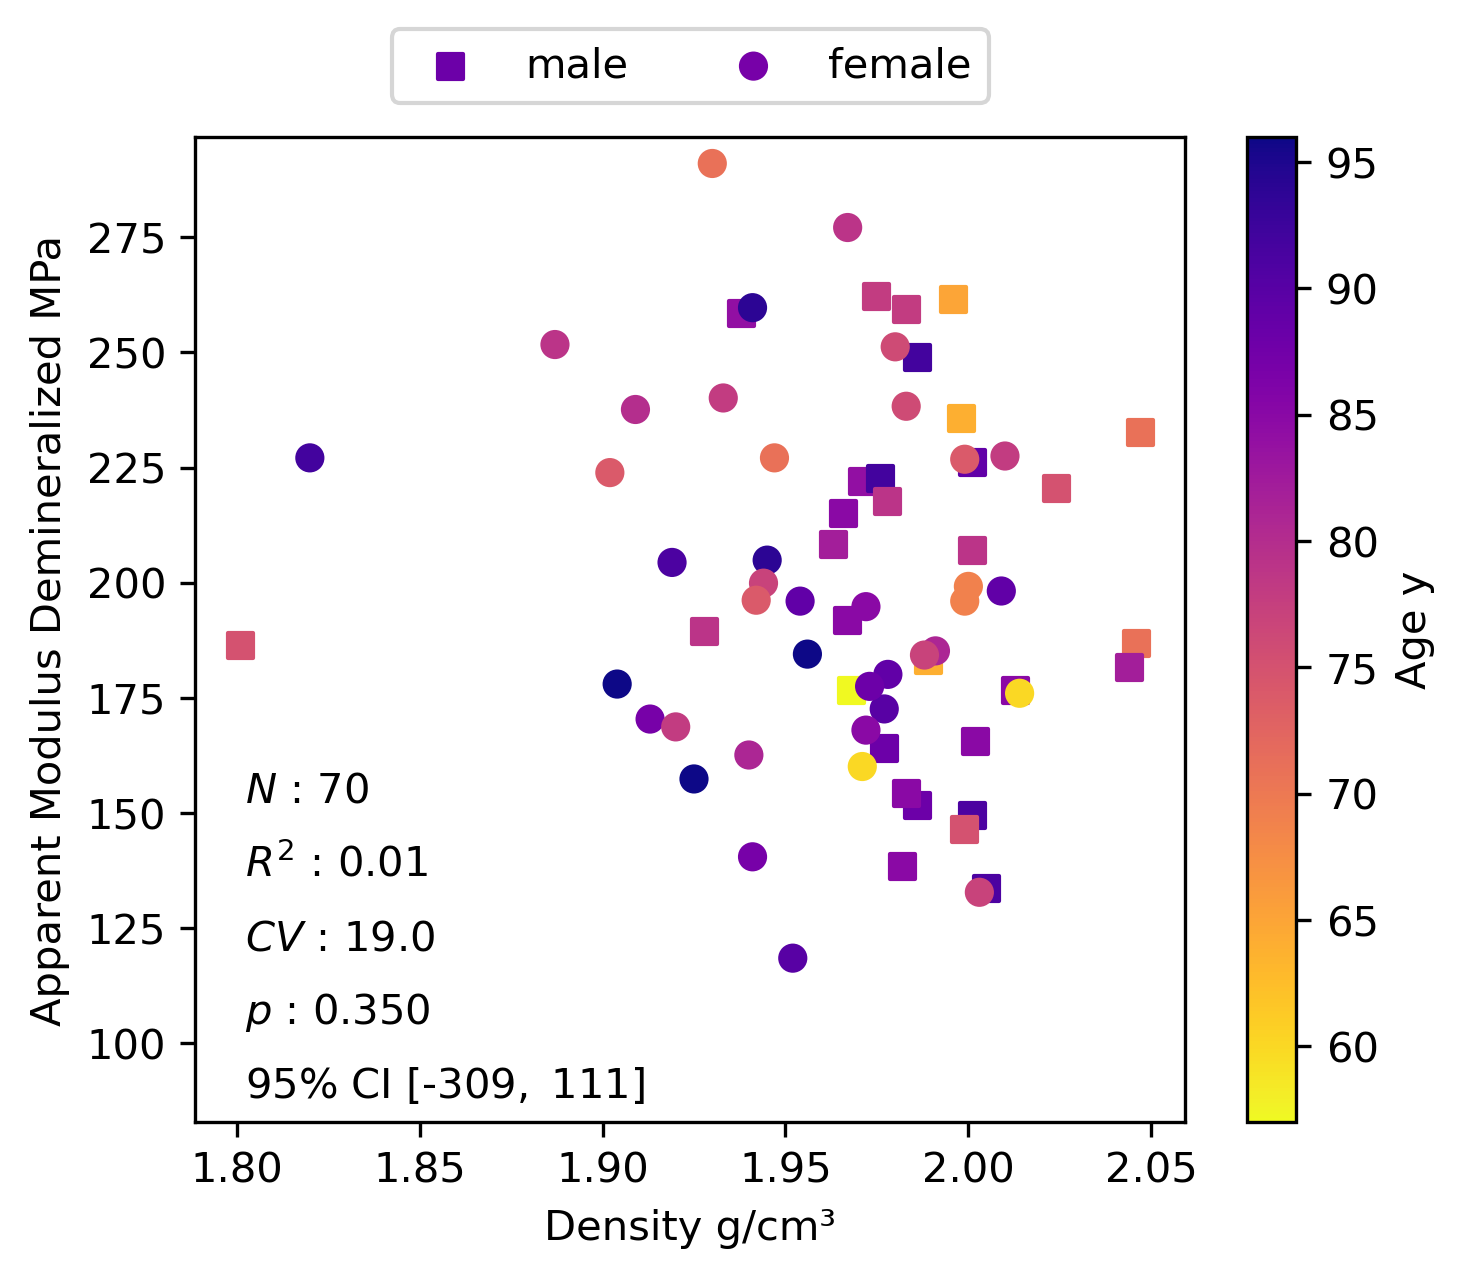 male female
275
250
225
200
175
150
125
100
Apparent Modulus Demineralized MPa
N : 70
R² : 0.01
CV : 19.0
p : 0.350
95% CI [-309, 111]
1.80 1.85 1.90 1.95 2.00 2.05
Density g/cm³
95
90
85
80
75
70
65
60
Age y